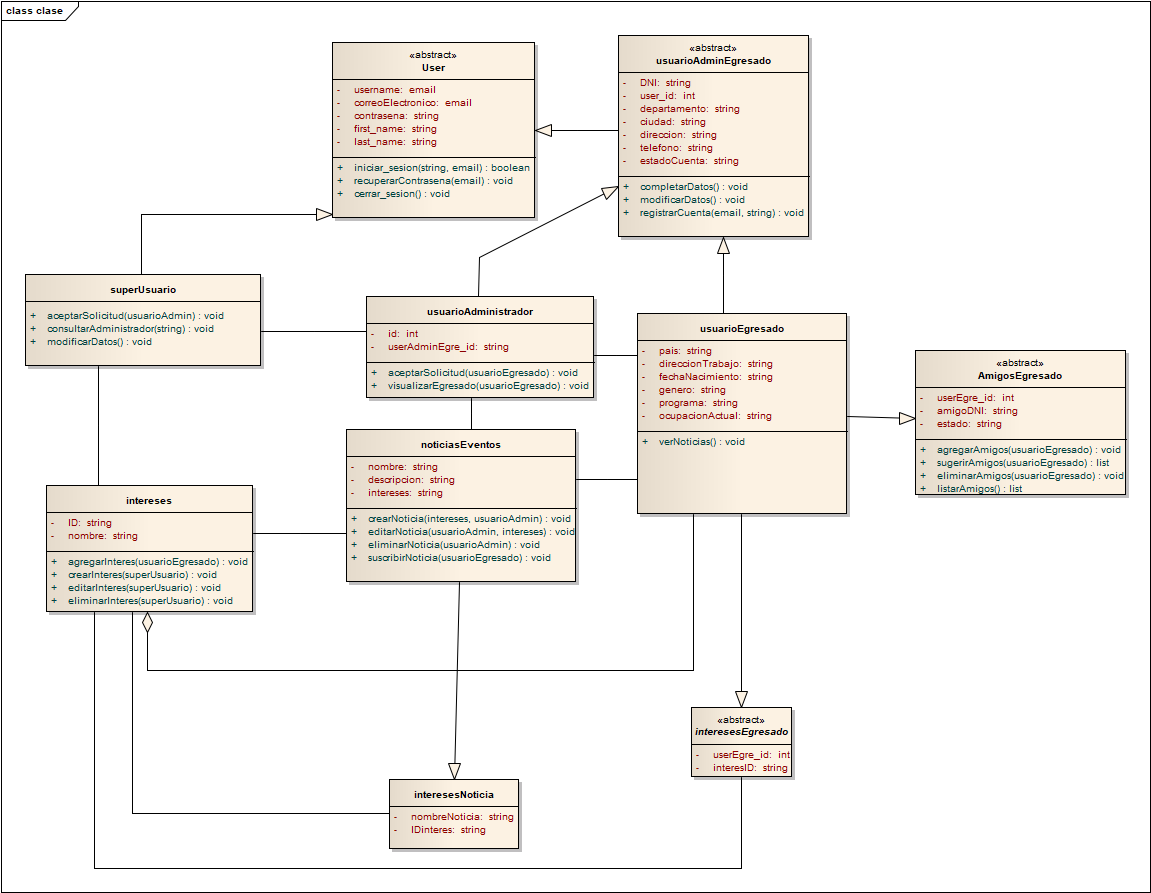 class clase
«abstract»
User
- username: email
- correoElectronico: email
- contrasena: string
- first_name: string
- last_name: string
+ iniciar_sesion(string, email) : boolean
+ recuperarContrasena(email) : void
+ cerrar_sesion() : void
«abstract»
usuarioAdminEgresado
- DNI: string
- user_id: int
- departamento: string
- ciudad: string
- direccion: string
- telefono: string
- estadoCuenta: string
+ completarDatos() : void
+ modificarDatos() : void
+ registrarCuenta(email, string) : void
superUsuario
+ aceptarSolicitud(usuarioAdmin) : void
+ consultarAdministrador(string) : void
+ modificarDatos() : void
usuarioAdministrador
- id: int
- userAdminEgre_id: string
+ aceptarSolicitud(usuarioEgresado) : void
+ visualizarEgresado(usuarioEgresado) : void
usuarioEgresado
- pais: string
- direccionTrabajo: string
- fechaNacimiento: string
- genero: string
- programa: string
- ocupacionActual: string
+ verNoticias() : void
«abstract»
AmigosEgresado
- userEgre_id: int
- amigoDNI: string
- estado: string
+ agregarAmigos(usuarioEgresado) : void
+ sugerirAmigos(usuarioEgresado) : list
+ eliminarAmigos(usuarioEgresado) : void
+ listarAmigos() : list
noticiasEventos
- nombre: string
- descripcion: string
- intereses: string
+ crearNoticia(intereses, usuarioAdmin) : void
+ editarNoticia(usuarioAdmin, intereses) : void
+ eliminarNoticia(usuarioAdmin) : void
+ suscribirNoticia(usuarioEgresado) : void
intereses
- ID: string
- nombre: string
+ agregarInteres(usuarioEgresado) : void
+ crearInteres(superUsuario) : void
+ editarInteres(superUsuario) : void
+ eliminarInteres(superUsuario) : void
«abstract»
interesesEgresado
- userEgre_id: int
- interesID: string
interesesNoticia
- nombreNoticia: string
- IDinteres: string